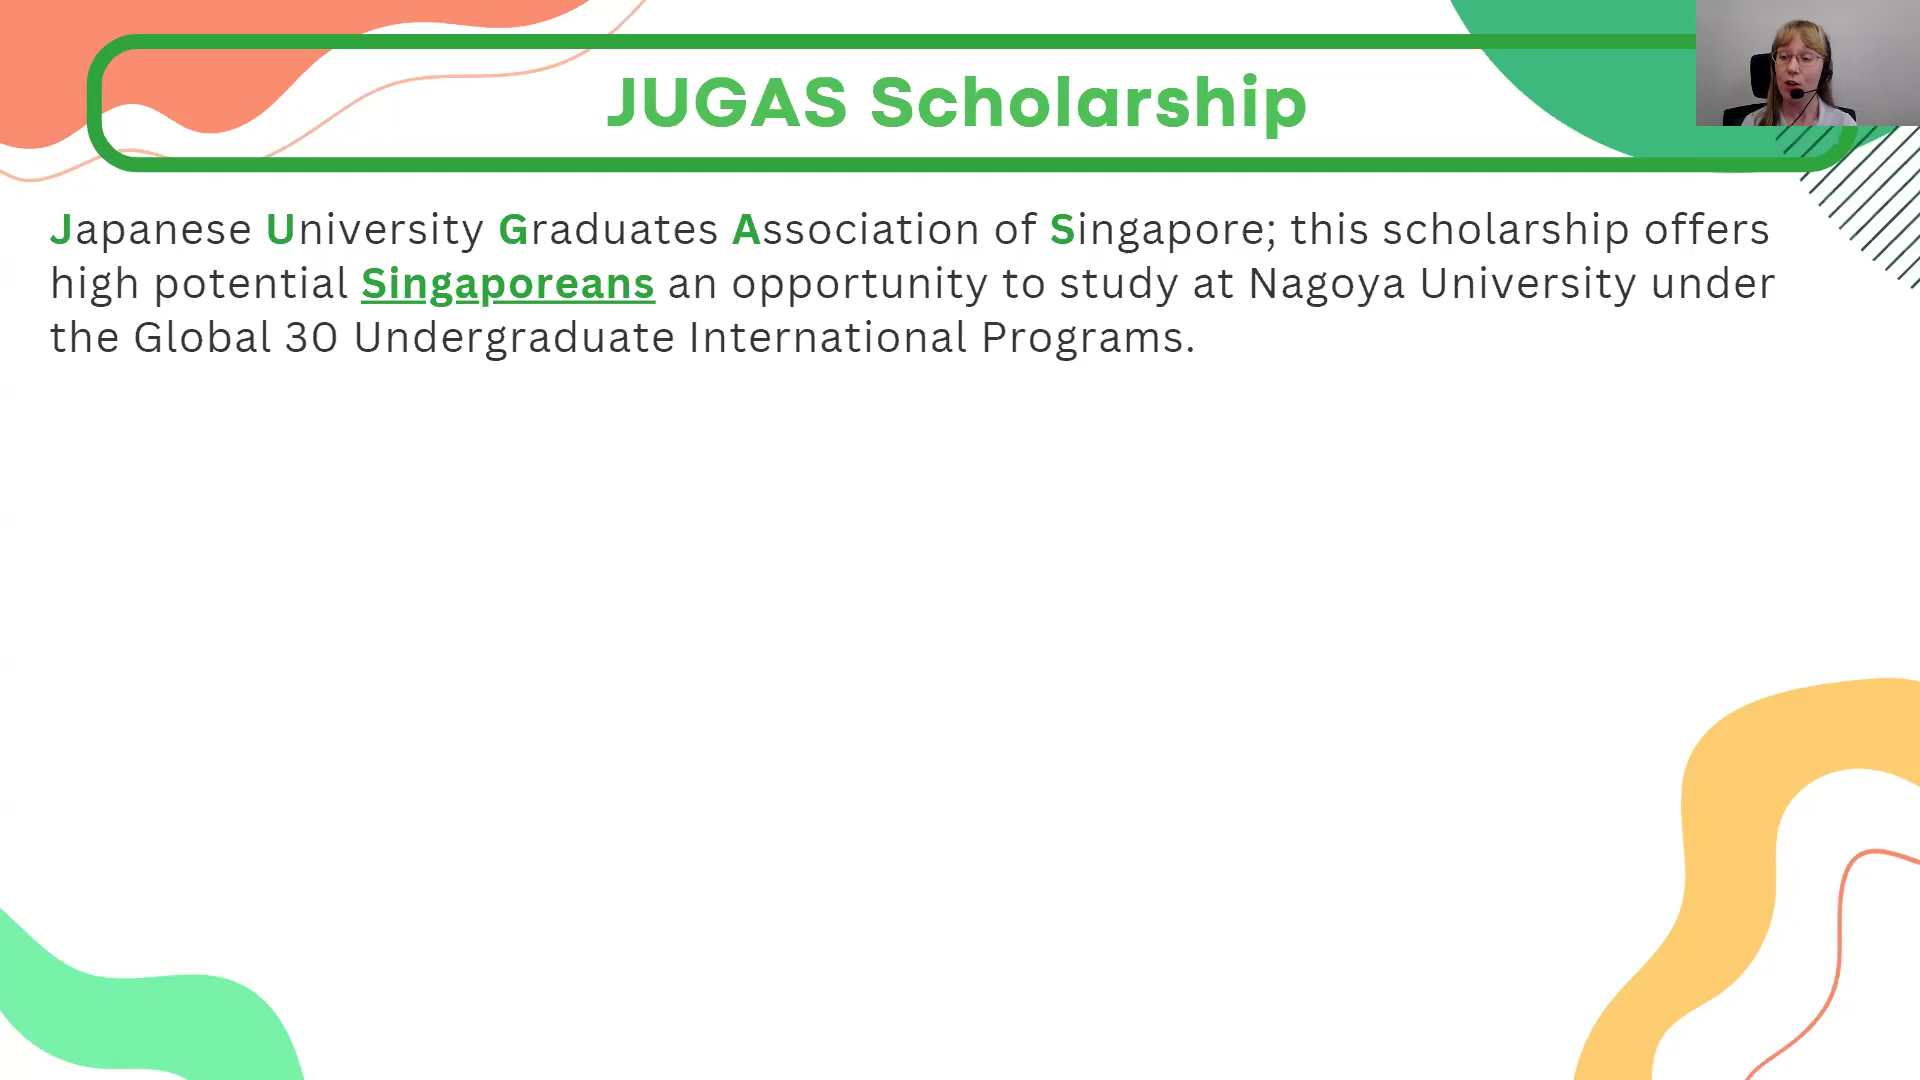 JUGAS Scholarship
Japanese University Graduates Association of Singapore; this scholarship offers
high potential Singaporeans an opportunity to study at Nagoya University under
the Global 30 Undergraduate International Programs.